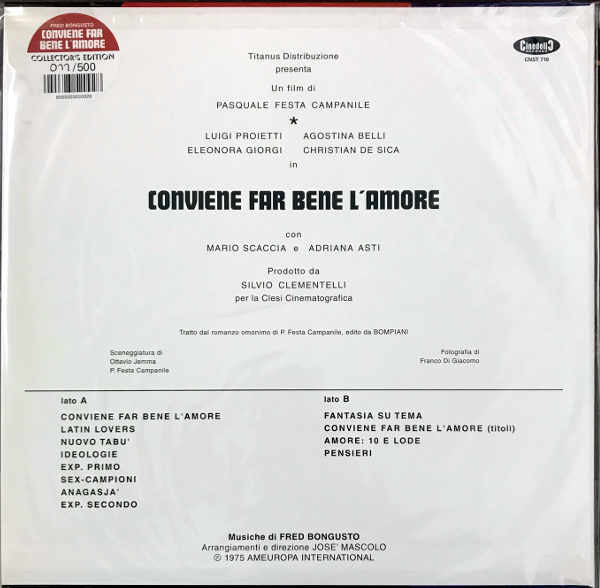 FRED BONGUSTO
CONVIENE FAR
BENE L'AMORE
COLLECTOR'S EDITION
/500
Cinedelic
CNST 710
Titanus Distribuzione
presenta
Un film di
PASQUALE FESTA CAMPANILE
*
LUIGI PROIETTI AGOSTINA BELLI
ELEONORA GIORGI CHRISTIAN DE SICA
in
CONVIENE FAR BENE L'AMORE
con
MARIO SCACCIA e ADRIANA ASTI
Prodotto da
SILVIO CLEMENTELLI
per la Clesi Cinematografica
Tratto dal romanzo omonimo di P. Festa Campanile, edito da BOMPIANI
Sceneggiatura di
Ottavio Jemma
P. Festa Campanile
Fotografia di
Franco Di Giacomo
lato A
CONVIENE FAR BENE L'AMORE
LATIN LOVERS
NUOVO TABU'
IDEOLOGIE
EXP. PRIMO
SEX-CAMPIONI
ANAGASJA'
EXP. SECONDO
lato B
FANTASIA SU TEMA
CONVIENE FAR BENE L'AMORE (titoli)
AMORE: 10 E LODE
PENSIERI
Musiche di FRED BONGUSTO
Arrangiamenti e direzione JOSE' MASCOLO
℗ 1975 AMEUROPA INTERNATIONAL